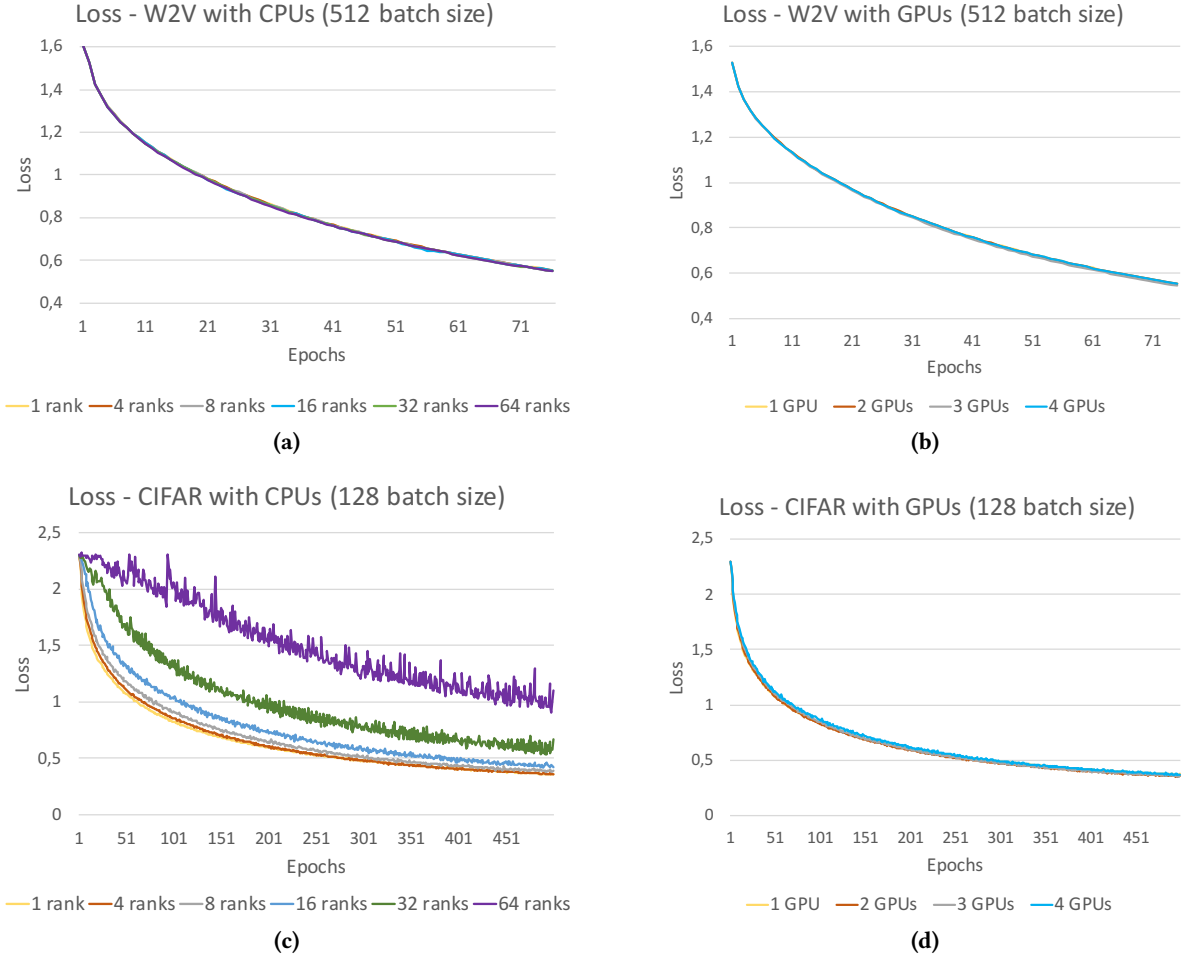 Loss - W2V with CPUs (512 batch size)
1,6
1,4
1,2
1
0,8
0,6
0,4
Loss
1 11 21 31 41 51 61 71
Epochs
1 rank 4 ranks 8 ranks 16 ranks 32 ranks 64 ranks
(a)
Loss - W2V with GPUs (512 batch size)
1,6
1,4
1,2
1
0,8
0,6
0,4
Loss
1 11 21 31 41 51 61 71
Epochs
1 GPU 2 GPUs 3 GPUs 4 GPUs
(b)
Loss - CIFAR with CPUs (128 batch size)
2,5
2
1,5
1
0,5
0
Loss
1 51 101 151 201 251 301 351 401 451
Epochs
1 rank 4 ranks 8 ranks 16 ranks 32 ranks 64 ranks
(c)
Loss - CIFAR with GPUs (128 batch size)
2,5
2
1,5
1
0,5
0
Loss
1 51 101 151 201 251 301 351 401 451
Epochs
1 GPU 2 GPUs 3 GPUs 4 GPUs
(d)